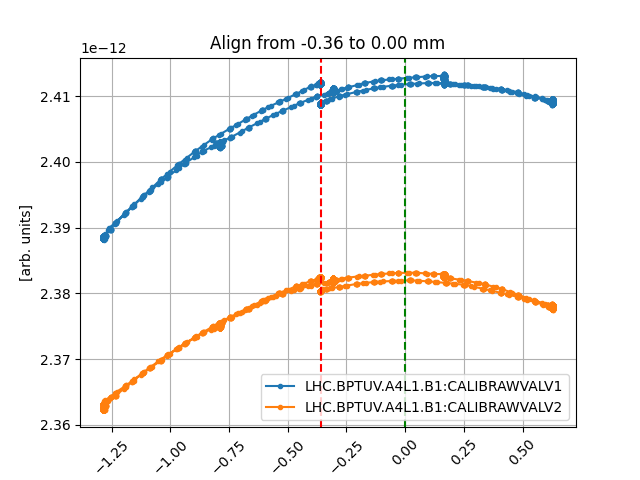 Align from -0.36 to 0.00 mm
1e−12
2.41
2.40
2.39
2.38
2.37
2.36
[arb. units]
LHC.BPTUV.A4L1.B1:CALIBRAWVALV1
LHC.BPTUV.A4L1.B1:CALIBRAWVALV2
−1.25 −1.00 −0.75 −0.50 −0.25 0.00 0.25 0.50